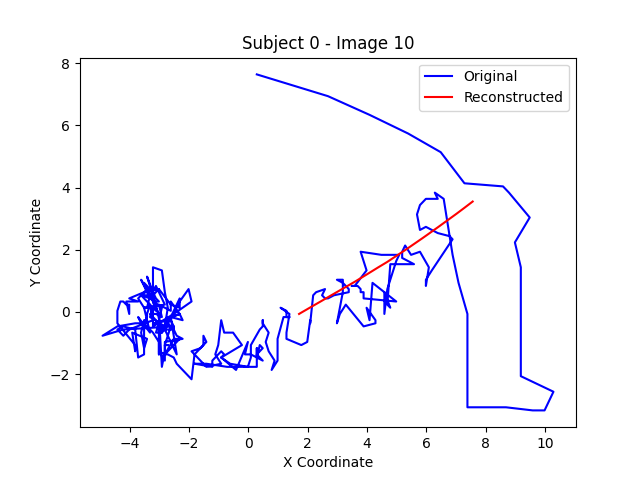 Subject 0 - Image 10
Original
Reconstructed
8
6
4
2
0
−2
Y Coordinate
−4 −2 0 2 4 6 8 10
X Coordinate